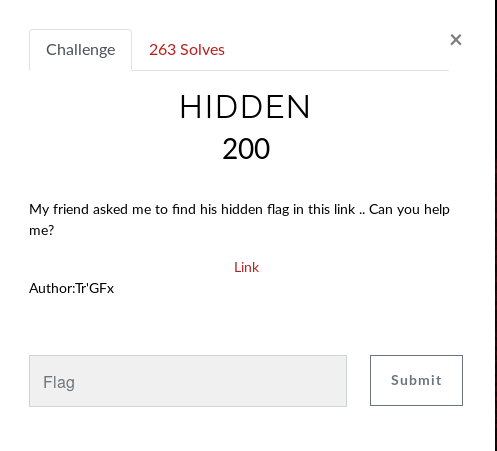 Challenge
263 Solves
×
HIDDEN
200
My friend asked me to find his hidden flag in this link .. Can you help
me?
Link
Author:Tr'GFx
Flag
Submit